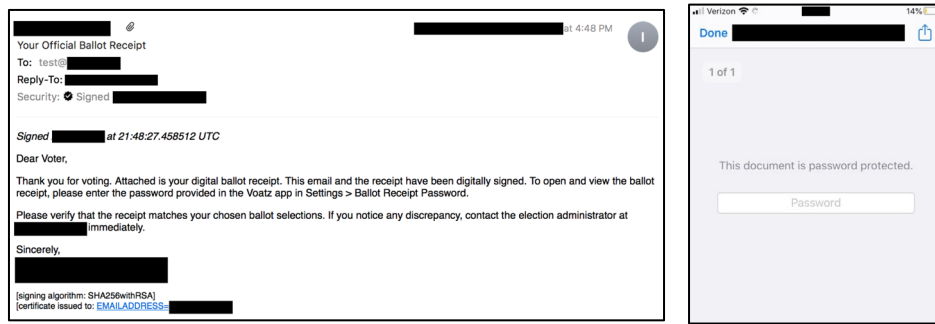 at 4:48 PM
I
Your Official Ballot Receipt
To: test@
Reply-To:
Security: Signed
Signed at 21:48:27.458512 UTC
Dear Voter,
Thank you for voting. Attached is your digital ballot receipt. This email and the receipt have been digitally signed. To open and view the ballot
receipt, please enter the password provided in the Voatz app in Settings > Ballot Receipt Password.
Please verify that the receipt matches your chosen ballot selections. If you notice any discrepancy, contact the election administrator at
immediately.
Sincerely,
[signing algorithm: SHA256withRSA]
[certificate issued to: EMAILADDRESS=
Verizon 14%
Done
1 of 1
This document is password protected.
Password